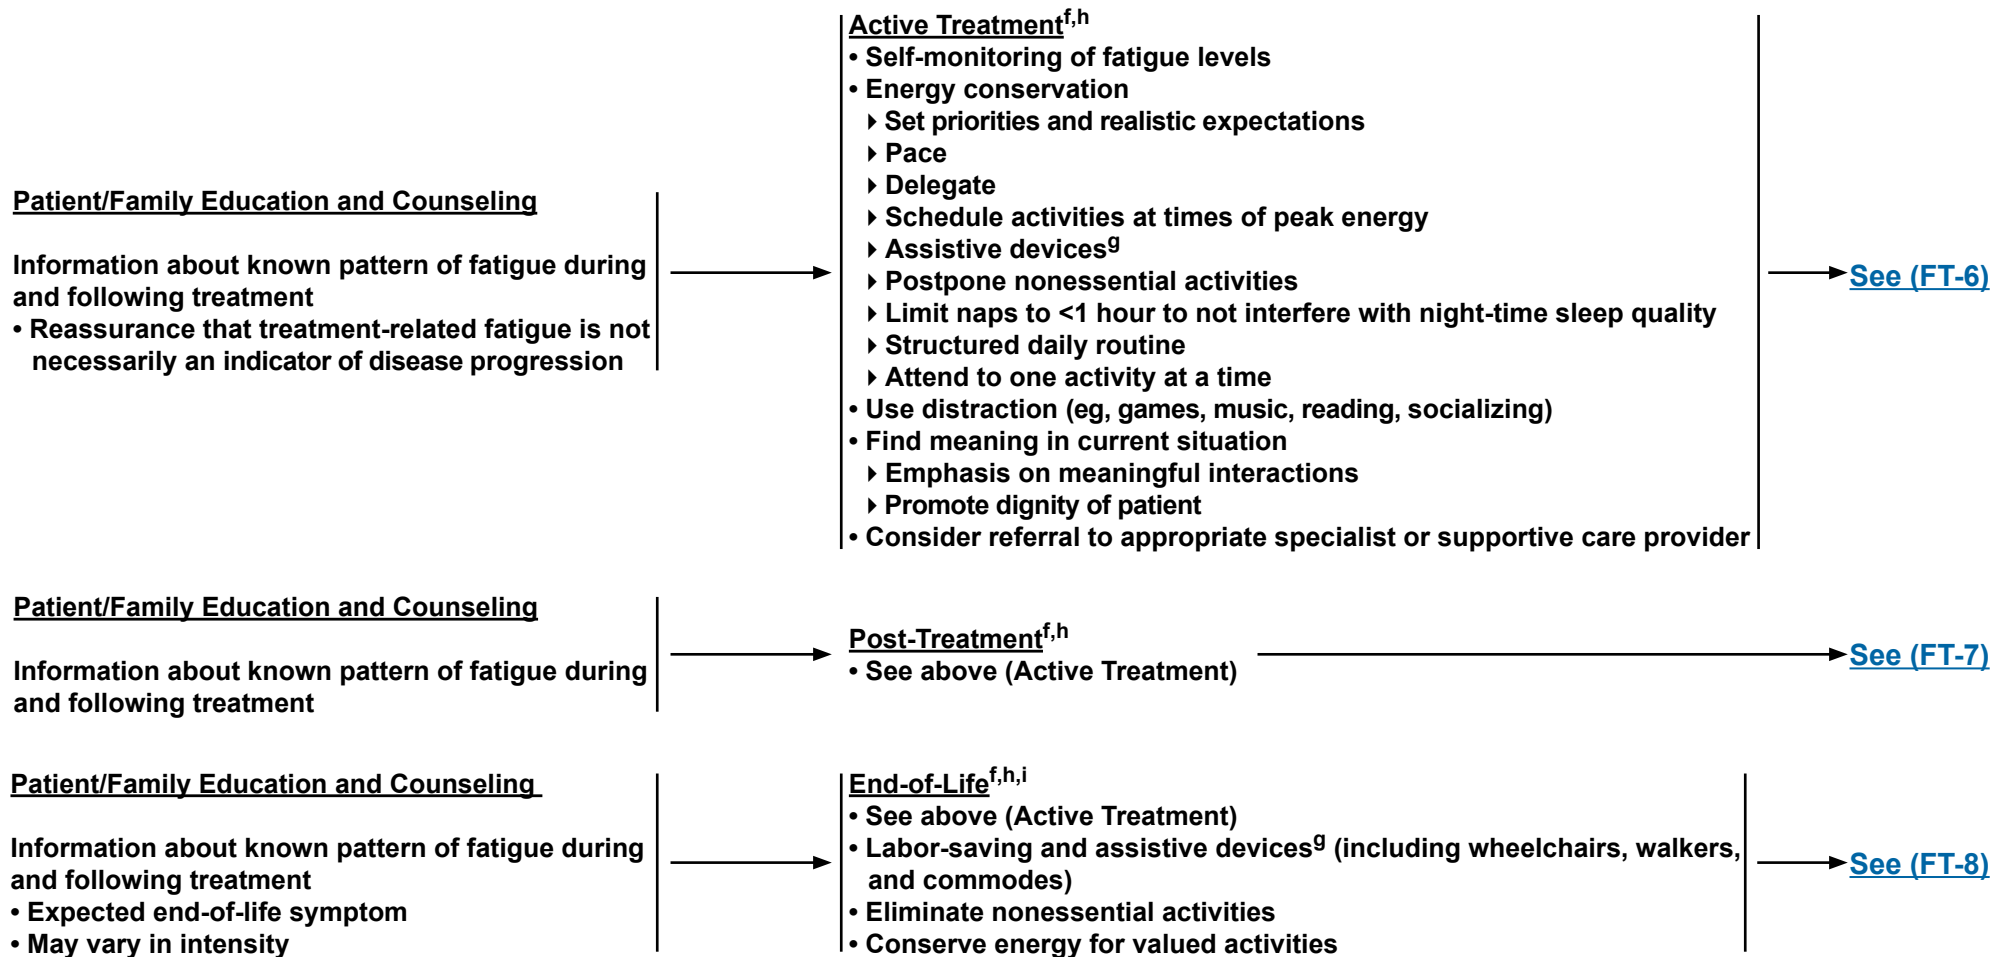 Patient/Family Education and Counseling
Information about known pattern of fatigue during
and following treatment
• Reassurance that treatment-related fatigue is not
necessarily an indicator of disease progression
Active Treatmentf,h
• Self-monitoring of fatigue levels
• Energy conservation
▸ Set priorities and realistic expectations
▸ Pace
▸ Delegate
▸ Schedule activities at times of peak energy
▸ Assistive devicesg
▸ Postpone nonessential activities
▸ Limit naps to <1 hour to not interfere with night-time sleep quality
▸ Structured daily routine
▸ Attend to one activity at a time
• Use distraction (eg, games, music, reading, socializing)
• Find meaning in current situation
▸ Emphasis on meaningful interactions
▸ Promote dignity of patient
• Consider referral to appropriate specialist or supportive care provider
See (FT-6)
Patient/Family Education and Counseling
Information about known pattern of fatigue during
and following treatment
Post-Treatmentf,h
• See above (Active Treatment)
See (FT-7)
Patient/Family Education and Counseling
Information about known pattern of fatigue during
and following treatment
• Expected end-of-life symptom
• May vary in intensity
End-of-Lifef,h,i
• See above (Active Treatment)
• Labor-saving and assistive devicesg (including wheelchairs, walkers,
and commodes)
• Eliminate nonessential activities
• Conserve energy for valued activities
See (FT-8)